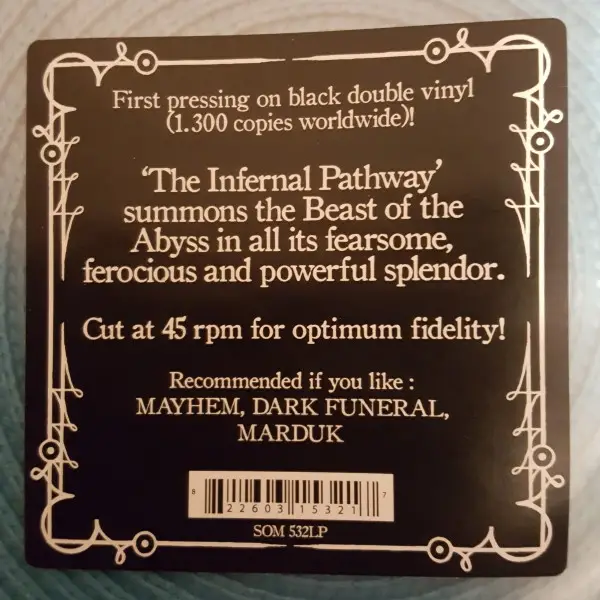 First pressing on black double vinyl
(1.300 copies worldwide)!
‘The Infernal Pathway’
summons the Beast of the
Abyss in all its fearsome,
ferocious and powerful splendor.
Cut at 45 rpm for optimum fidelity!
Recommended if you like :
MAYHEM, DARK FUNERAL,
MARDUK
8 22603 15321 7
SOM 532LP